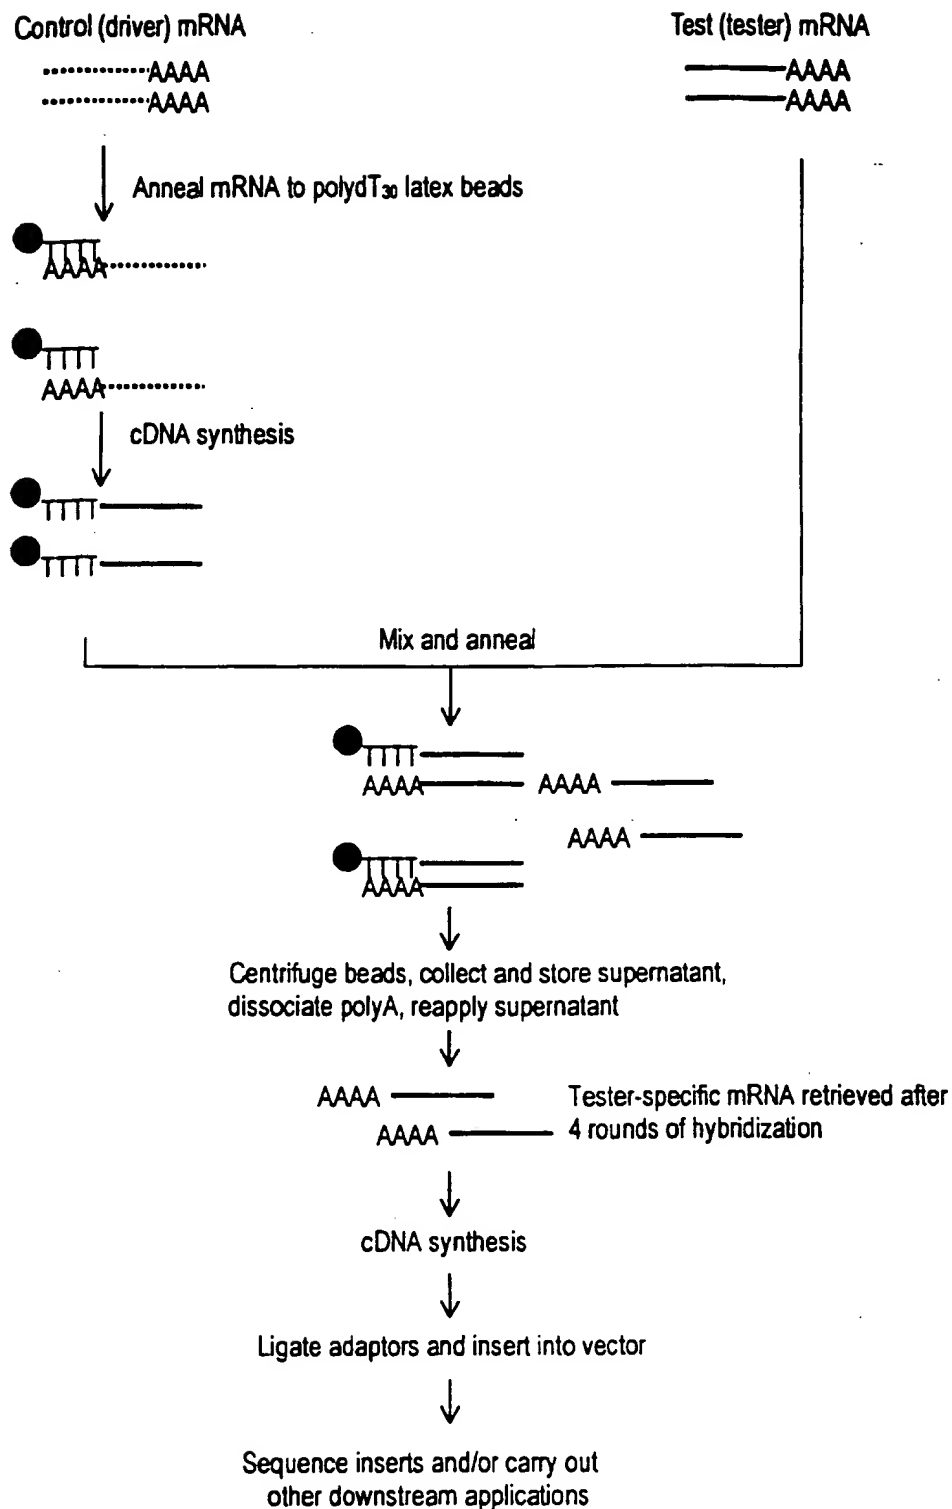 Control (driver) mRNA
Test (tester) mRNA
AAAA
AAAA
AAAA
AAAA
Anneal mRNA to polydT₃₀ latex beads
TTTT
AAAA
TTTT
AAAA
cDNA synthesis
TTTT
TTTT
Mix and anneal
TTTT
AAAA AAAA
AAAA
TTTT
AAAA
Centrifuge beads, collect and store supernatant,
dissociate polyA, reapply supernatant
AAAA
Tester-specific mRNA retrieved after
AAAA
4 rounds of hybridization
cDNA synthesis
Ligate adaptors and insert into vector
Sequence inserts and/or carry out
other downstream applications